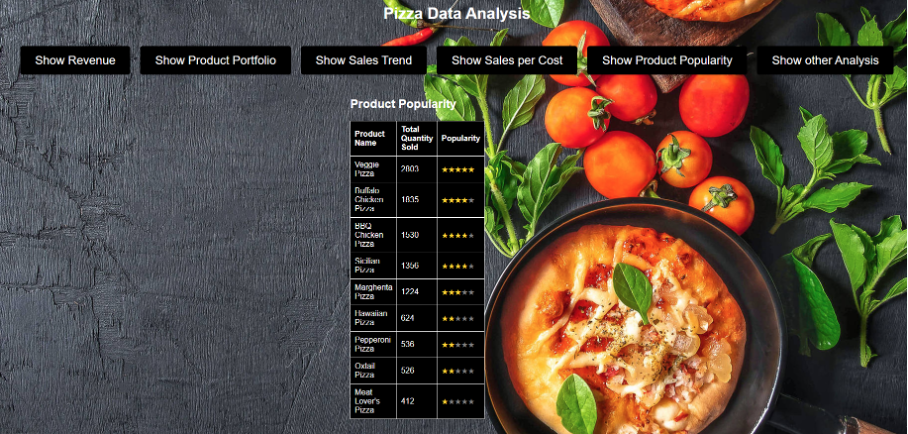 Pizza Data Analysis
Show Revenue
Show Product Portfolio
Show Sales Trend
Show Sales per Cost
Show Product Popularity
Show other Analysis
Product Popularity
Product Name
Total Quantity Sold
Popularity
Veggie
Pizza
2803
★★★★★
Buffalo
Chicken
Pizza
1835
★★★★★
BBQ
Chicken
Pizza
1530
★★★★★
Sicilian
Pizza
1356
★★★★★
Margherita
Pizza
1224
★★★★★
Hawaiian
Pizza
624
★★★★★
Pepperoni
Pizza
536
★★★★★
Oxtail
Pizza
526
★★★★★
Meat
Lover's
Pizza
412
★★★★★